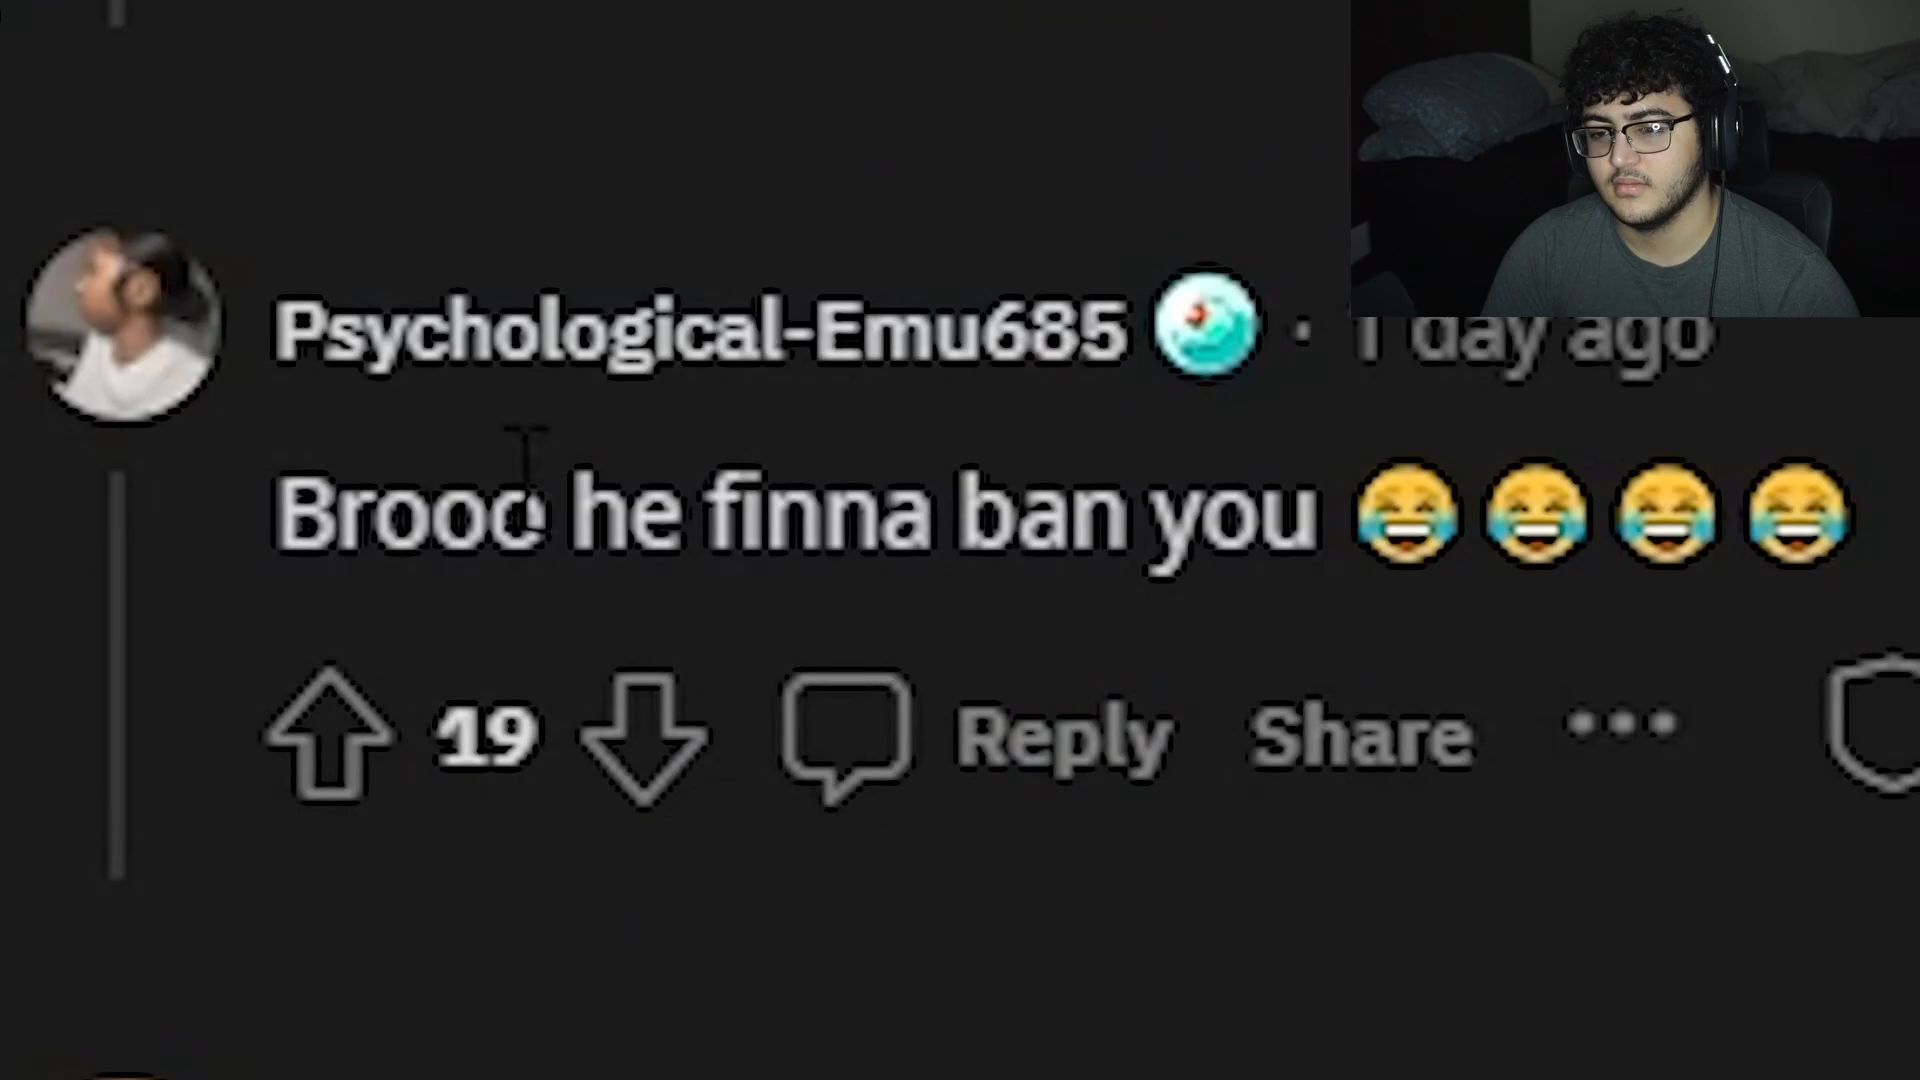 Psychological-Emu685 · 1 day ago
Brooo he finna ban you 😂😂😂😂
19 Reply Share •••